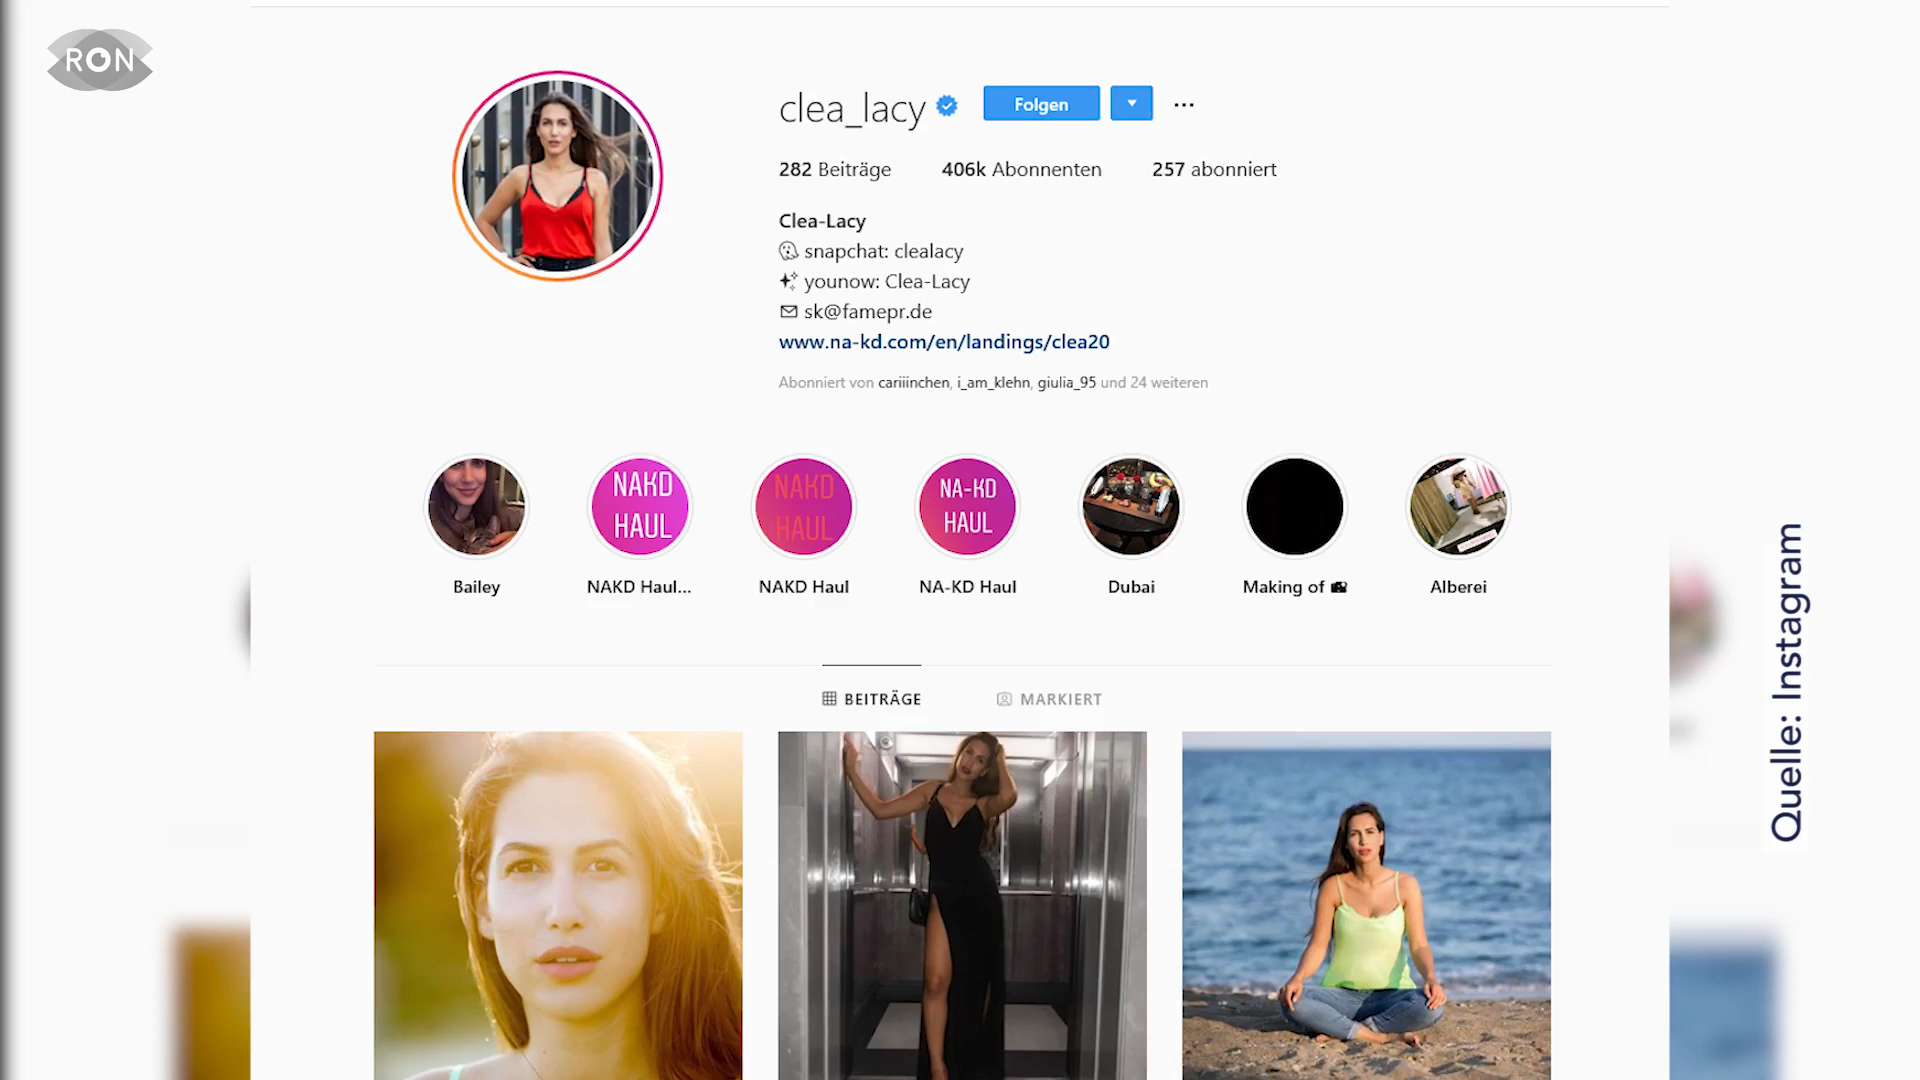 RON
clea_lacy
Folgen
282 Beiträge 406k Abonnenten 257 abonniert
Clea-Lacy
snapchat: clealacy
younow: Clea-Lacy
sk@famepr.de
www.na-kd.com/en/landings/clea20
Abonniert von cariiinchen, i_am_klehn, giulia_95 und 24 weiteren
NAKD
HAUL
NAKD
HAUL
NA-KD
HAUL
Bailey
NAKD Haul...
NAKD Haul
NA-KD Haul
Dubai
Making of
Alberei
BEITRÄGE
MARKIERT
Quelle: Instagram